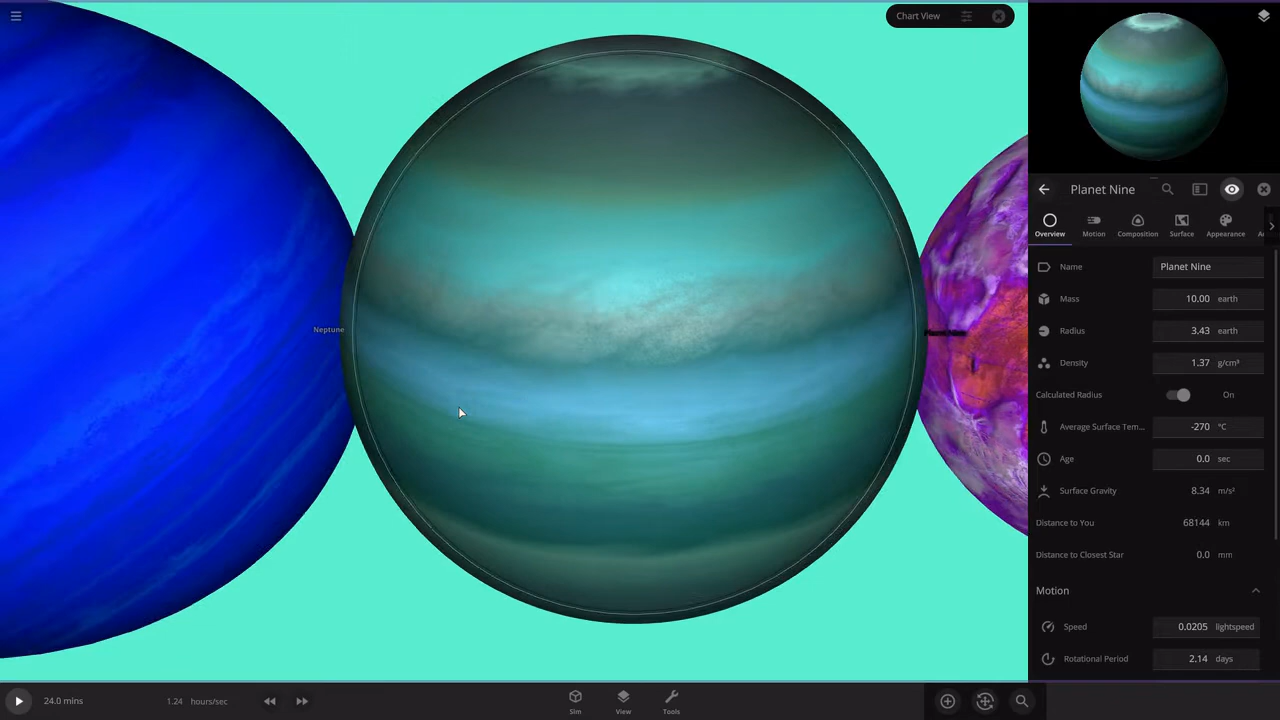 Chart View
Neptune
Planet Nine
Overview
Motion
Composition
Surface
Appearance
Name
Planet Nine
Mass
10.00 earth
Radius
3.43 earth
Density
1.37 g/cm³
Calculated Radius
On
Average Surface Tem...
-270 °C
Age
0.0 sec
Surface Gravity
8.34 m/s²
Distance to You
68144 km
Distance to Closest Star
0.0 mm
Motion
Speed
0.0205 lightspeed
Rotational Period
2.14 days
24.0 mins
1.24 hours/sec
Sim
View
Tools